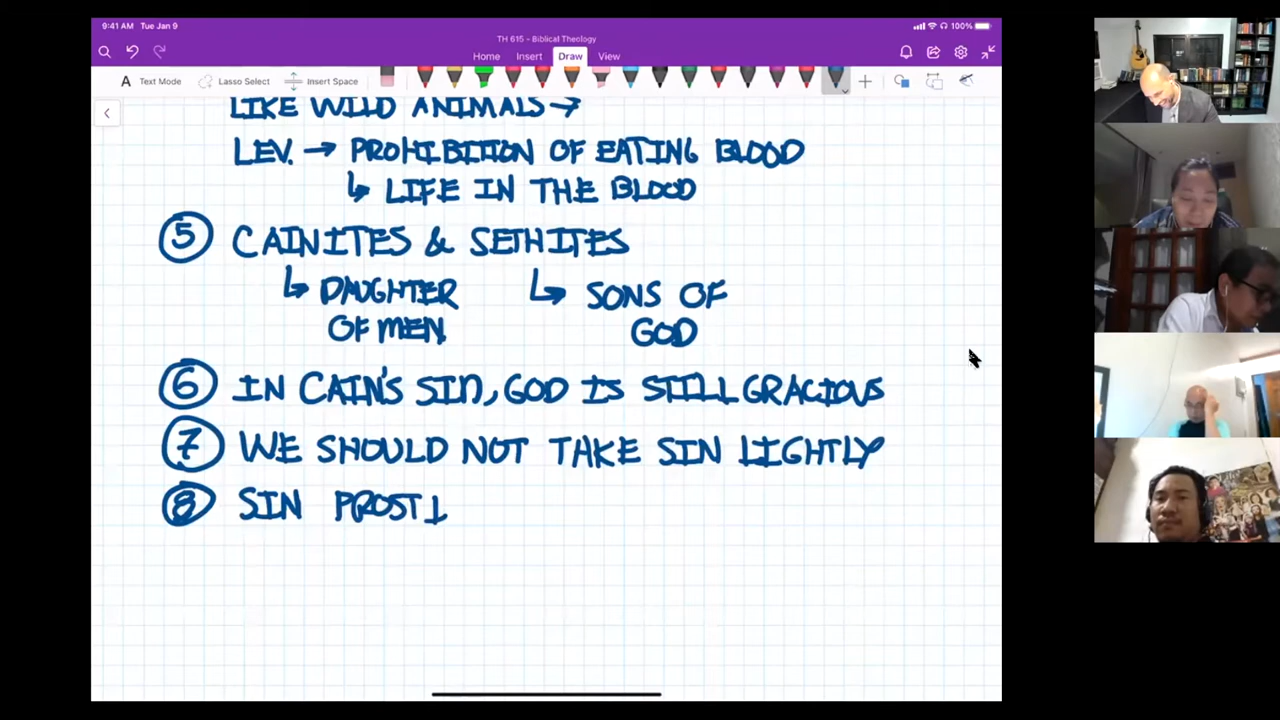 9:41 AM Tue Jan 9
100%
TH 615 - Biblical Theology
Home Insert Draw View
A Text Mode Lasso Select Insert Space
LIKE WILD ANIMALS →
LEV. → PROHIBITION OF EATING BLOOD
↳ LIFE IN THE BLOOD
⑤ CAINITES & SETHITES
↳ DAUGHTER ↳ SONS OF
OF MEN. GOD
⑥ IN CAIN'S SIN, GOD IS STILL GRACIOUS
⑦ WE SHOULD NOT TAKE SIN LIGHTLY
⑧ SIN PROST